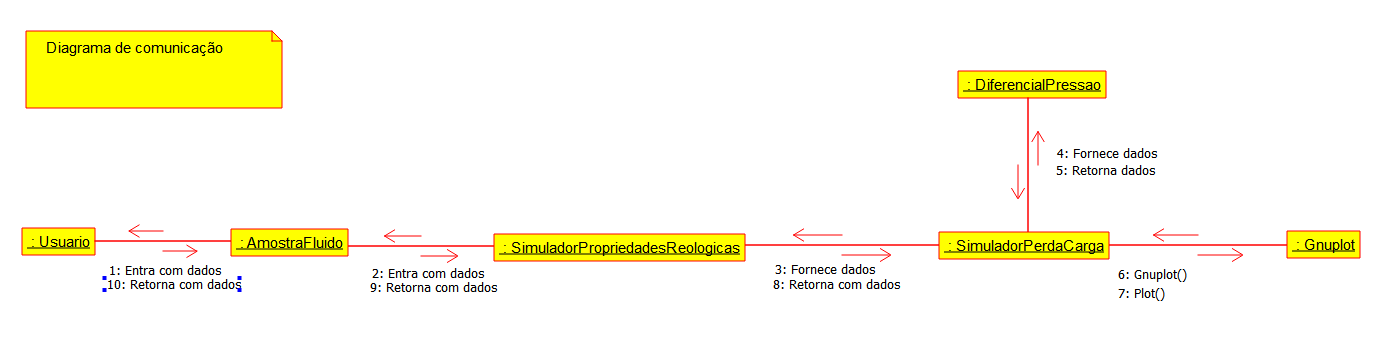 Diagrama de comunicação
: DiferencialPressao
4: Fornece dados
5: Retorna dados
: Usuario
: AmostraFluido
: SimuladorPropriedadesReologicas
: SimuladorPerdaCarga
: Gnuplot
1: Entra com dados
10: Retorna com dados
2: Entra com dados
9: Retorna com dados
3: Fornece dados
8: Retorna com dados
6: Gnuplot()
7: Plot()